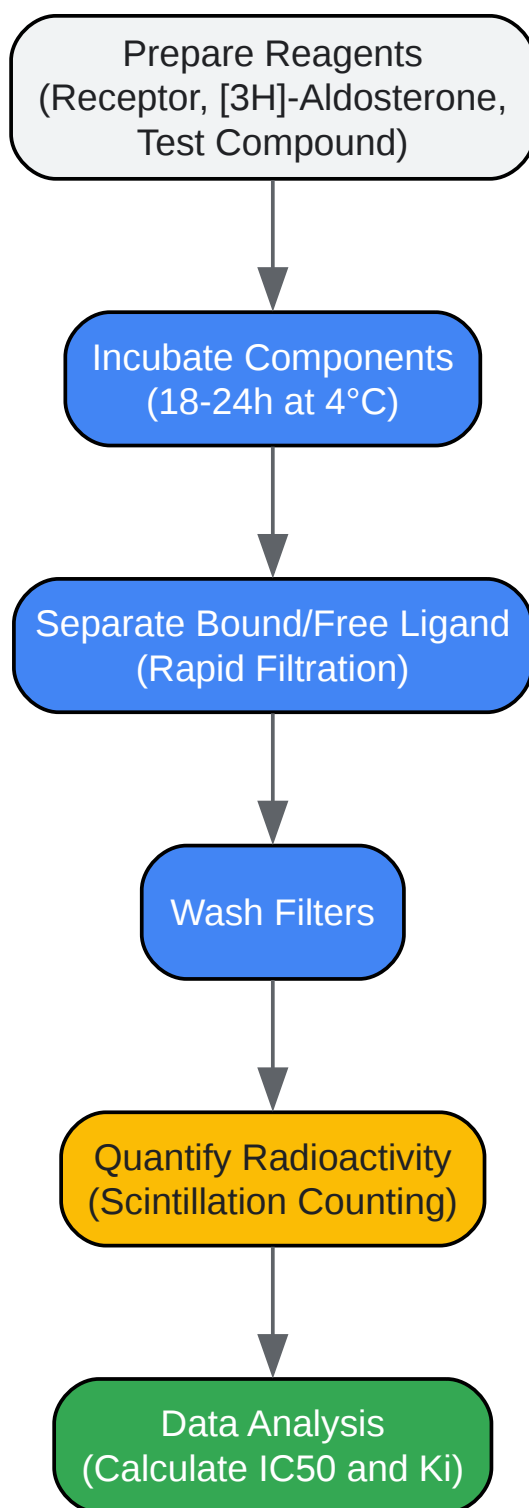 Prepare Reagents
(Receptor, [3H]-Aldosterone,
Test Compound)
Incubate Components
(18-24h at 4°C)
Separate Bound/Free Ligand
(Rapid Filtration)
Wash Filters
Quantify Radioactivity
(Scintillation Counting)
Data Analysis
(Calculate IC50 and Ki)